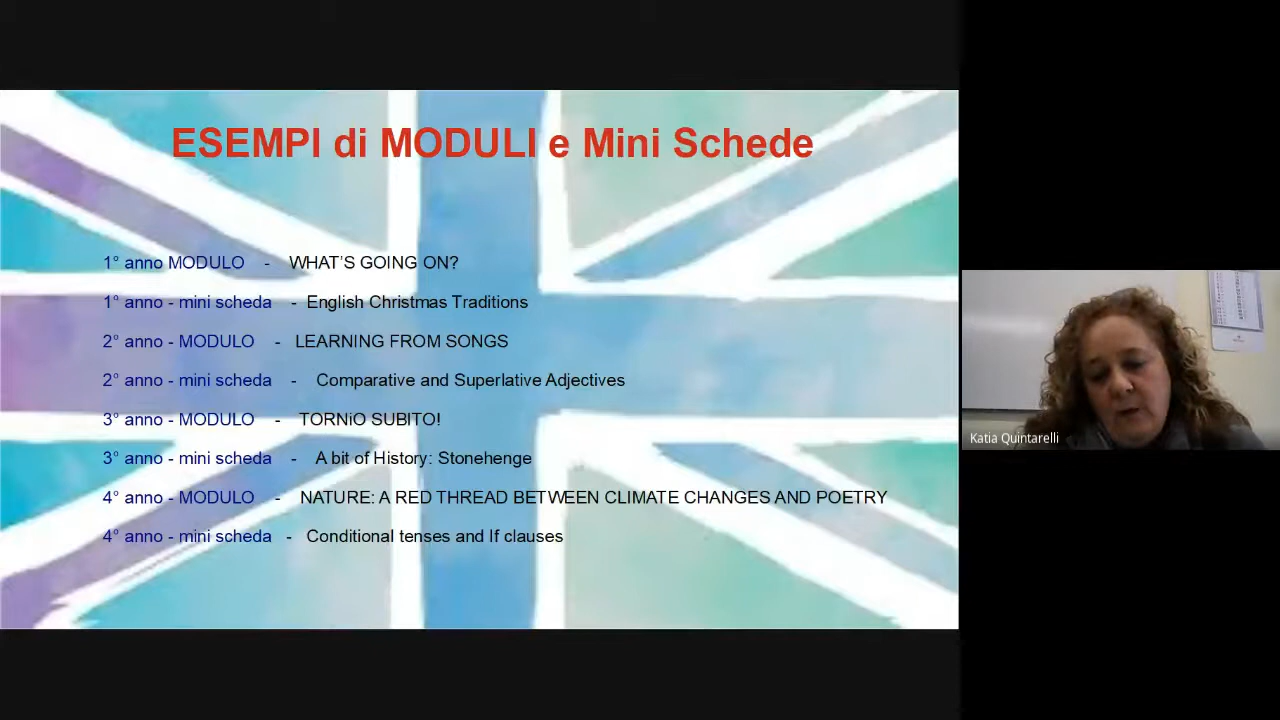 ESEMPI di MODULI e Mini Schede
1° anno MODULO - WHAT'S GOING ON?
1° anno - mini scheda - English Christmas Traditions
2° anno - MODULO - LEARNING FROM SONGS
2° anno - mini scheda - Comparative and Superlative Adjectives
3° anno - MODULO - TORNiO SUBITO!
3° anno - mini scheda - A bit of History: Stonehenge
4° anno - MODULO - NATURE: A RED THREAD BETWEEN CLIMATE CHANGES AND POETRY
4° anno - mini scheda - Conditional tenses and If clauses
Katia Quintarelli